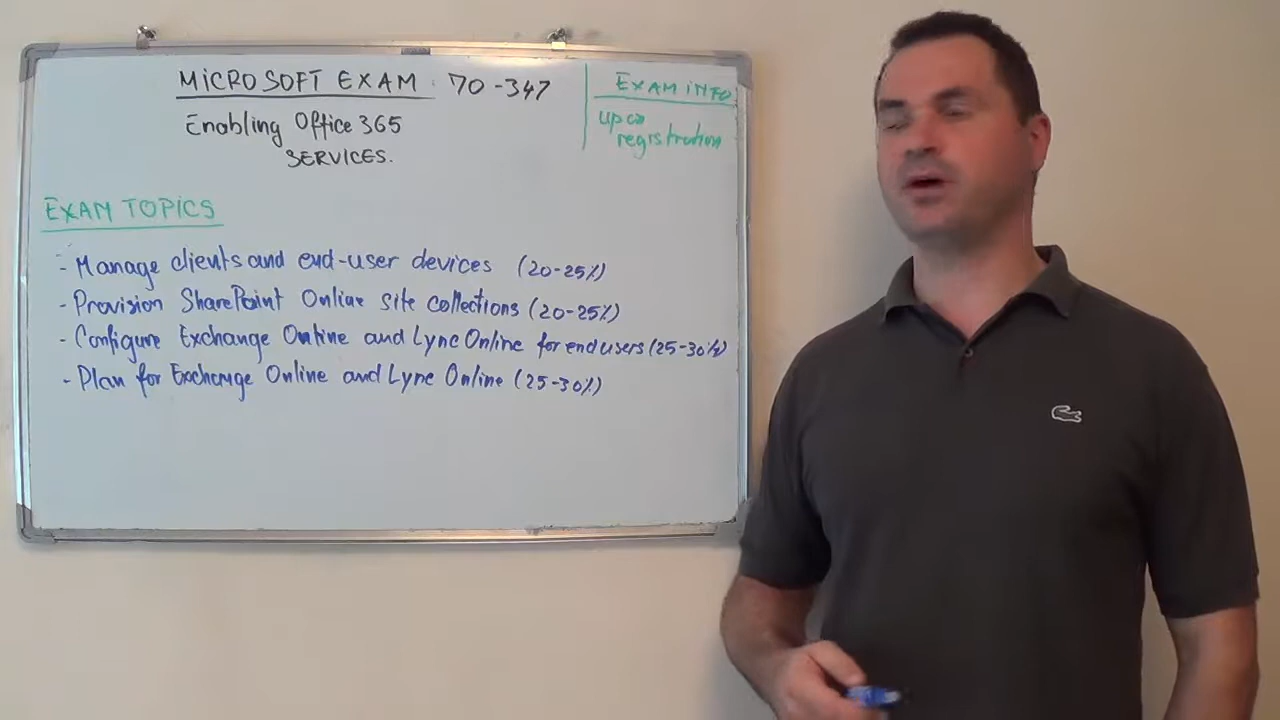 MICROSOFT EXAM : 70-347
Enabling Office 365
SERVICES.
EXAM INFO
upon
registration
EXAM TOPICS
- Manage clients and end-user devices (20-25%)
- Provision SharePoint Online site collections (20-25%)
- Configure Exchange Online and Lync Online for end users (25-30%)
- Plan for Exchange Online and Lync Online (25-30%)